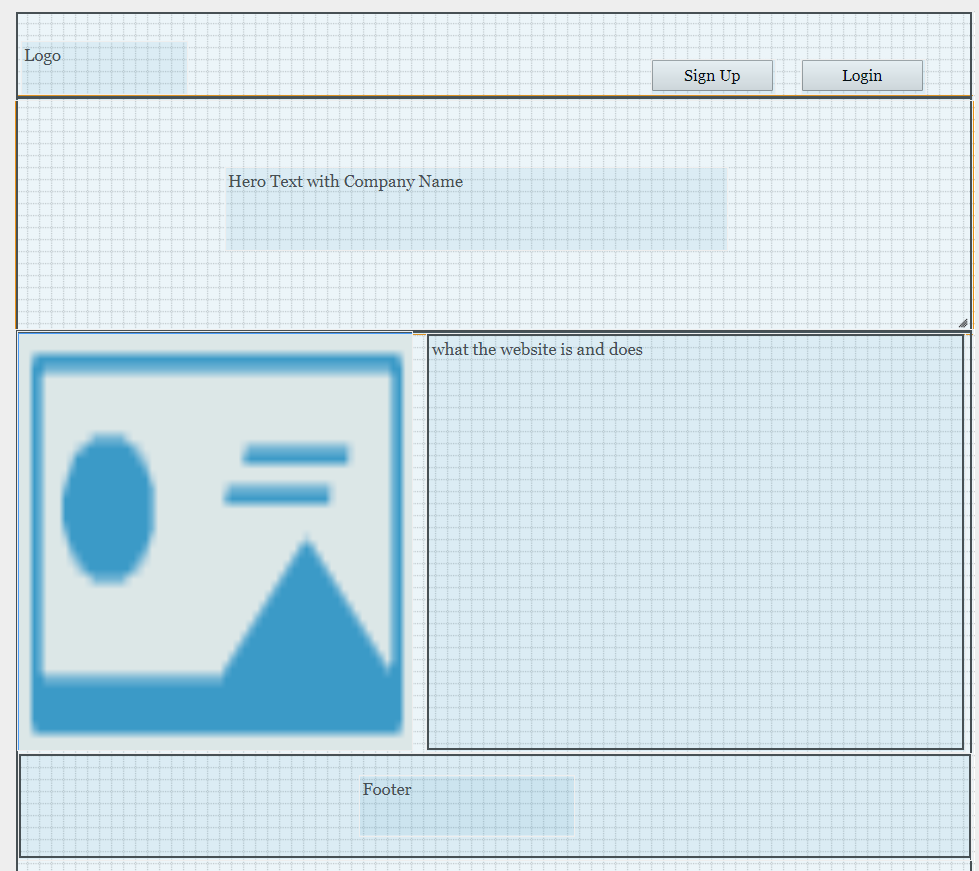 Logo
Sign Up
Login
Hero Text with Company Name
what the website is and does
Footer